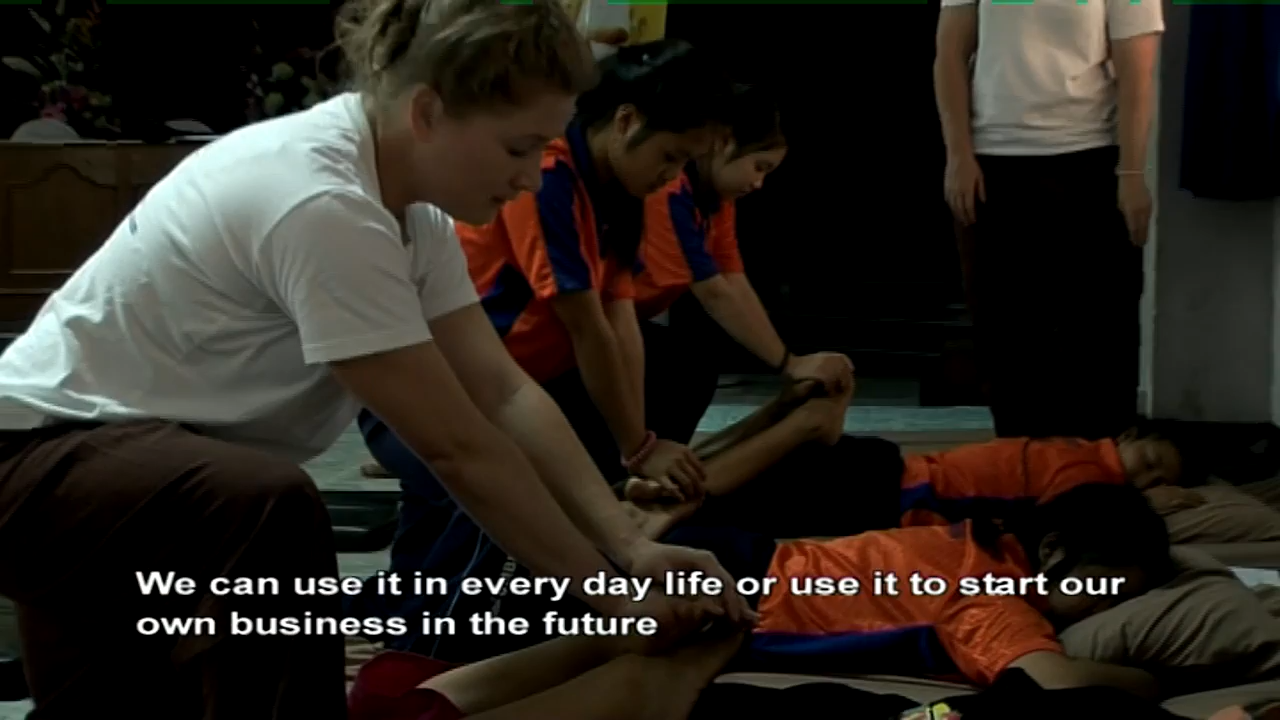 We can use it in every day life or use it to start our
own business in the future